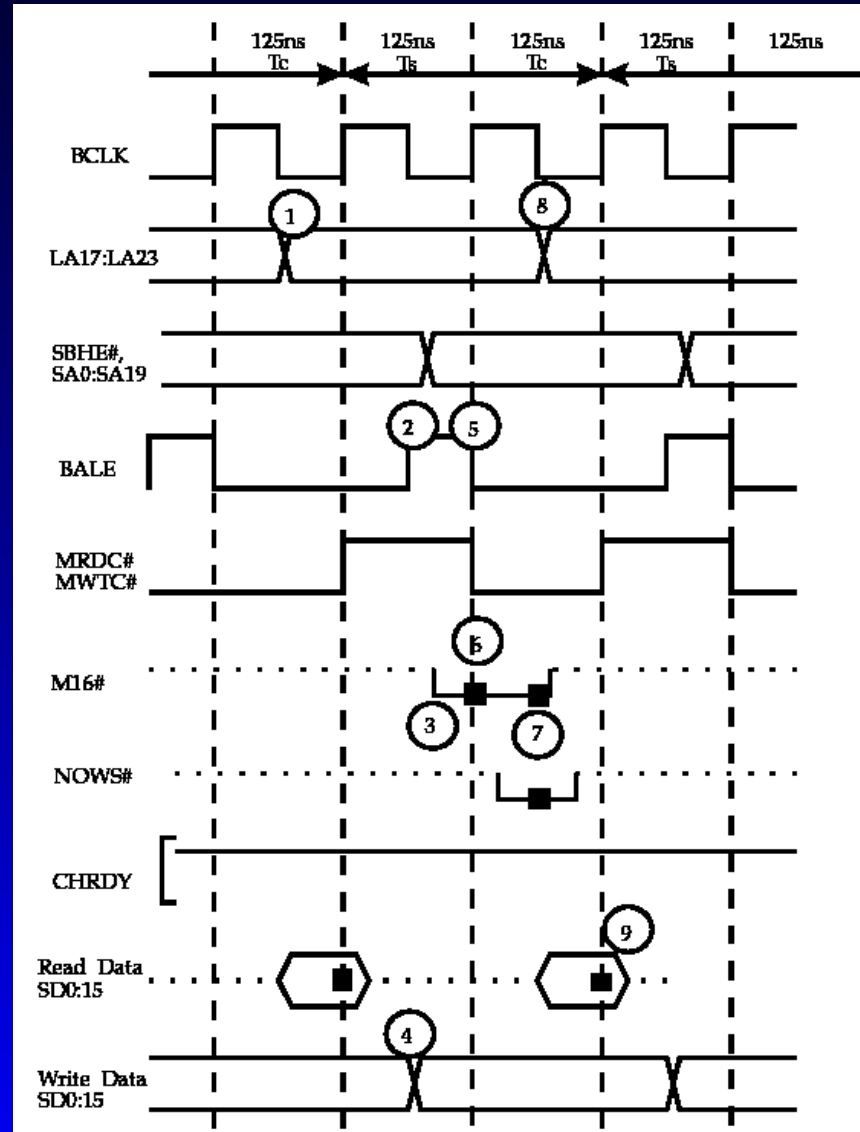 125ns 125ns 125ns 125ns 125ns
Tc Ts Tc Ts
BCLK
1 8
LA17:LA23
SBHE#,
SA0:SA19
2 5
BALE
MRDC#
MWTC#
6
M16#
3 7
NOWS#
CHRDY
9
Read Data
SD0:15
4
Write Data
SD0:15